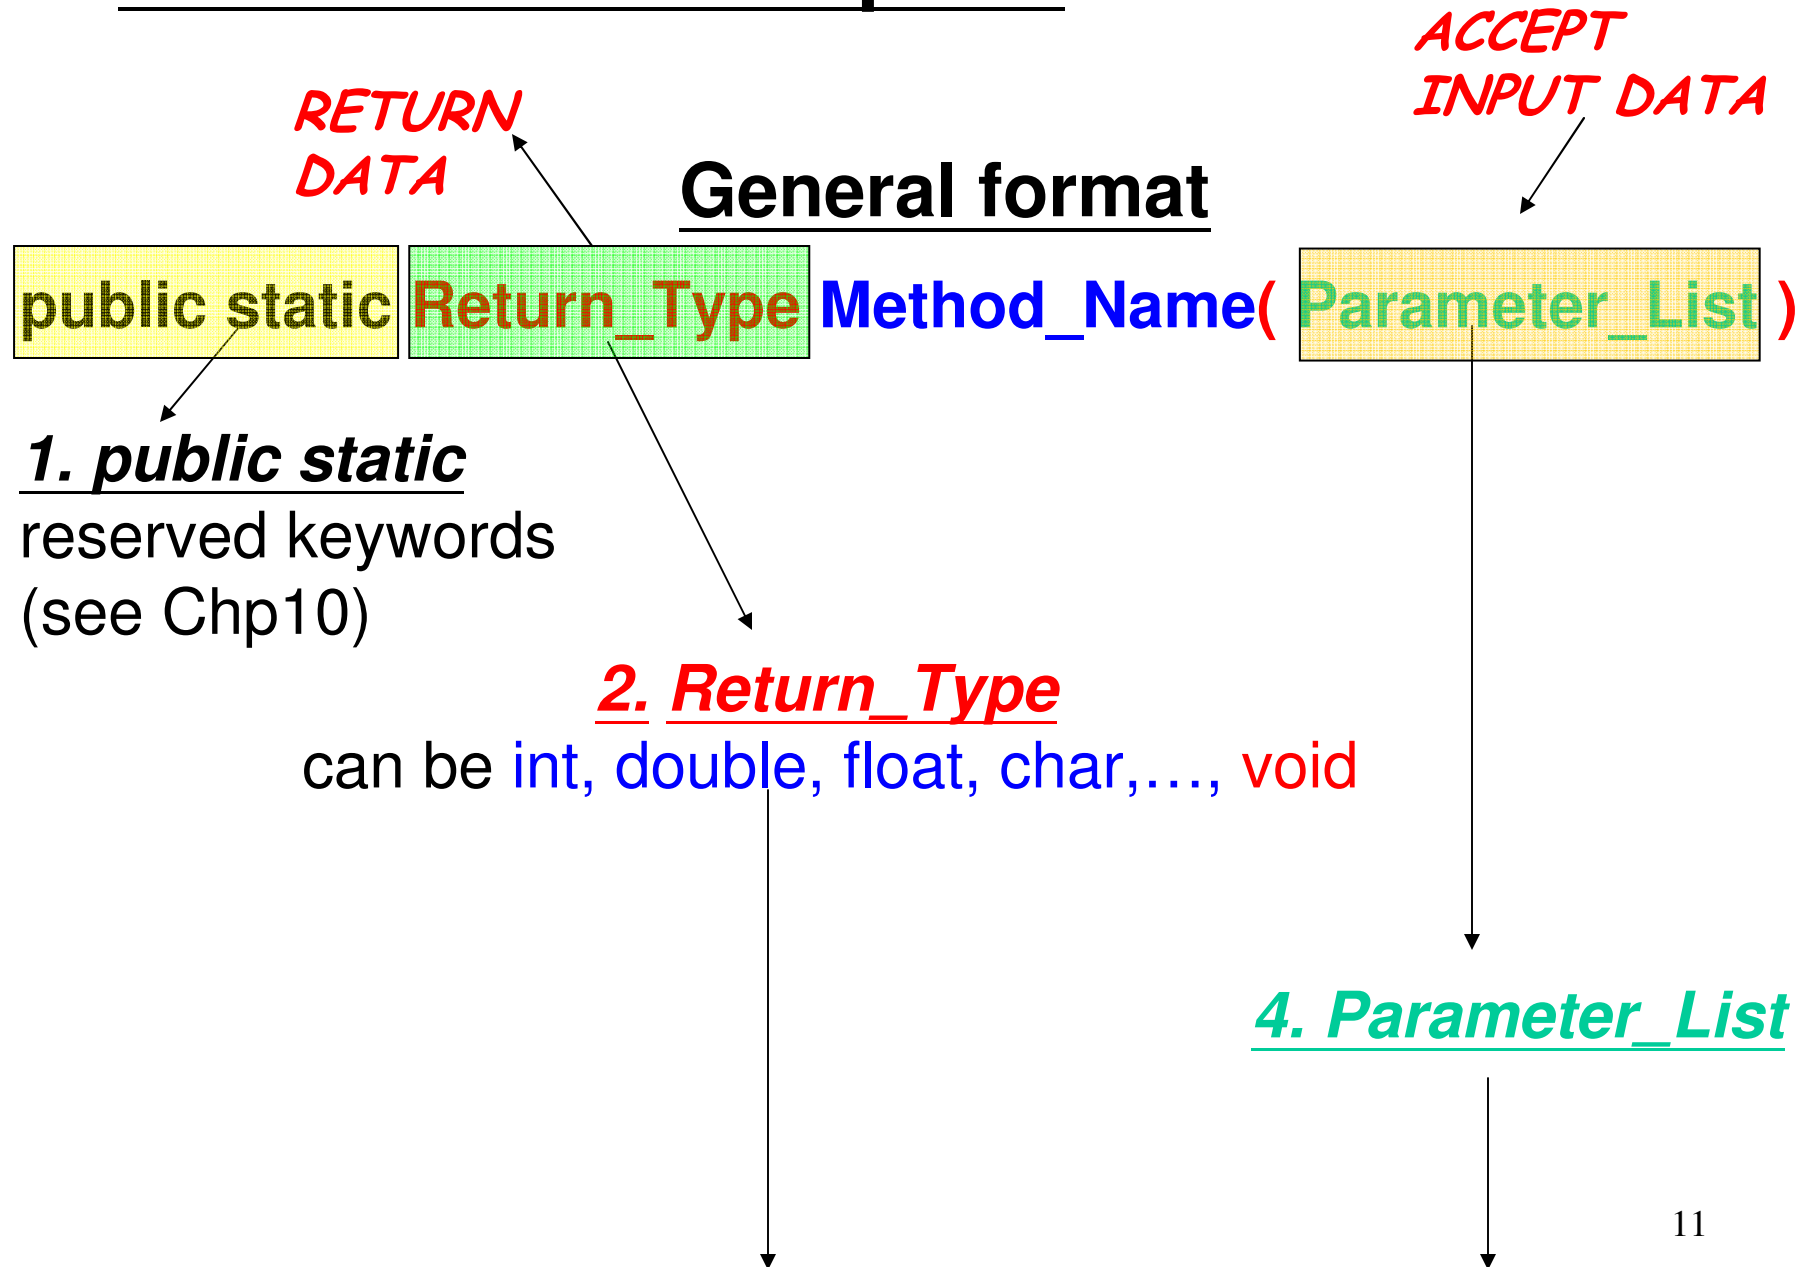 ACCEPT
INPUT DATA
RETURN
DATA
General format
public static Return_Type Method_Name( Parameter_List )
1. public static
reserved keywords
(see Chp10)
2. Return_Type
can be int, double, float, char,…, void
4. Parameter_List
11